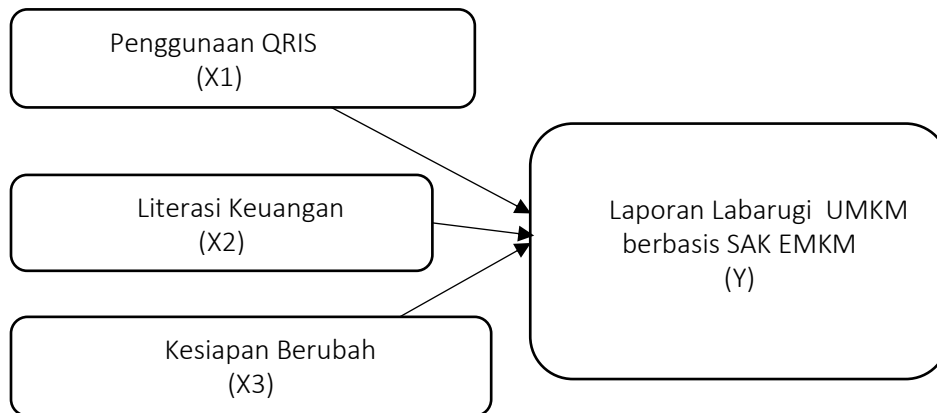 Penggunaan QRIS
(X1)
Literasi Keuangan
(X2)
Kesiapan Berubah
(X3)
Laporan Labarugi UMKM
berbasis SAK EMKM
(Y)